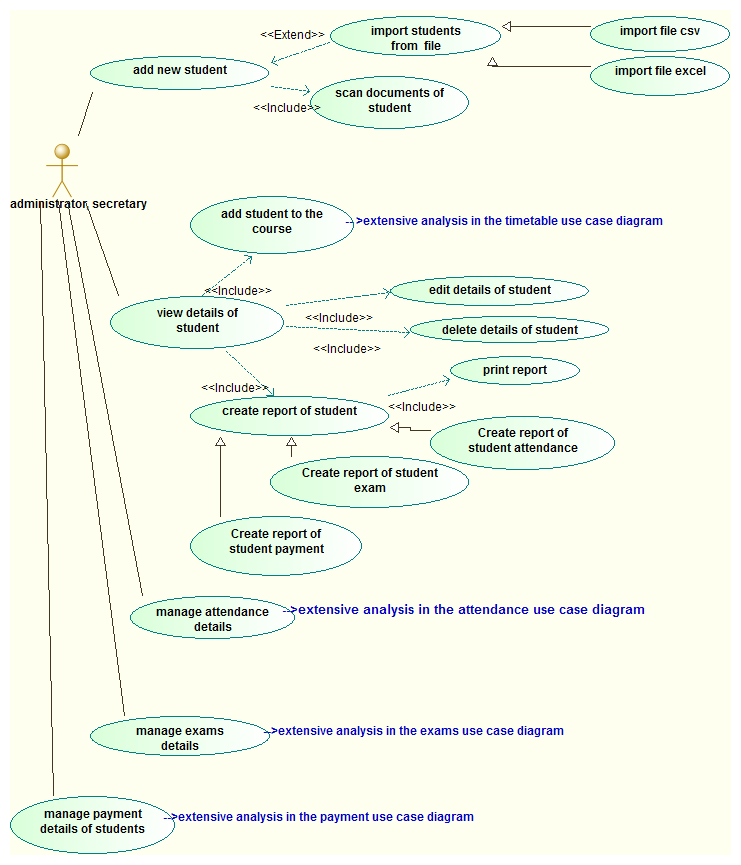 <<Extend>>
import students
from file
import file csv
import file excel
add new student
<<Include>>
scan documents of
student
administrator, secretary
add student to the
course
-->extensive analysis in the timetable use case diagram
<<Include>>
view details of
student
edit details of student
<<Include>>
delete details of student
<<Include>>
print report
<<Include>>
create report of student
<<Include>>
Create report of
student attendance
Create report of student
exam
Create report of
student payment
manage attendance
details
-->extensive analysis in the attendance use case diagram
manage exams
details
-->extensive analysis in the exams use case diagram
manage payment
details of students
-->extensive analysis in the payment use case diagram